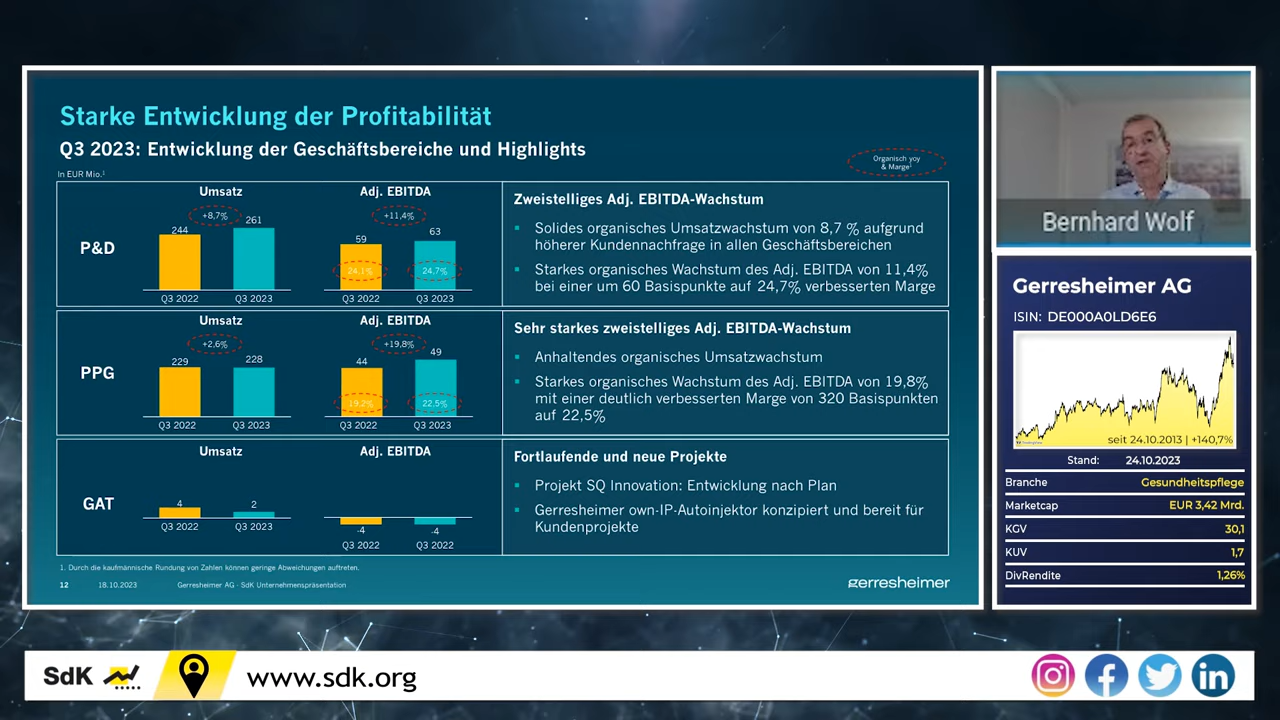 Starke Entwicklung der Profitabilität
Q3 2023: Entwicklung der Geschäftsbereiche und Highlights
In EUR Mio.¹
Organisch yoy
& Marge¹
P&D
Umsatz
+8,7%
244
261
Q3 2022
Q3 2023
Adj. EBITDA
+11,4%
59
63
24,1%
24,7%
Q3 2022
Q3 2023
Zweistelliges Adj. EBITDA-Wachstum
▪ Solides organisches Umsatzwachstum von 8,7 % aufgrund
höherer Kundennachfrage in allen Geschäftsbereichen
▪ Starkes organisches Wachstum des Adj. EBITDA von 11,4%
bei einer um 60 Basispunkte auf 24,7% verbesserten Marge
PPG
Umsatz
+2,6%
229
228
Q3 2022
Q3 2023
Adj. EBITDA
+19,8%
44
49
19,2%
22,5%
Q3 2022
Q3 2023
Sehr starkes zweistelliges Adj. EBITDA-Wachstum
▪ Anhaltendes organisches Umsatzwachstum
▪ Starkes organisches Wachstum des Adj. EBITDA von 19,8%
mit einer deutlich verbesserten Marge von 320 Basispunkten
auf 22,5%
GAT
Umsatz
4
2
Q3 2022
Q3 2023
Adj. EBITDA
-4
-4
Q3 2022
Q3 2023
Fortlaufende und neue Projekte
▪ Projekt SQ Innovation: Entwicklung nach Plan
▪ Gerresheimer own-IP-Autoinjektor konzipiert und bereit für
Kundenprojekte
1. Durch die kaufmännische Rundung von Zahlen können geringe Abweichungen auftreten.
12 18.10.2023 Gerresheimer AG - SdK Unternehmenspräsentation
gerresheimer
Bernhard Wolf
Gerresheimer AG
ISIN: DE000A0LD6E6
seit 24.10.2013 | +140,7%
Stand: 24.10.2023
Branche Gesundheitspflege
Marketcap EUR 3,42 Mrd.
KGV 30,1
KUV 1,7
DivRendite 1,26%
SdK
www.sdk.org